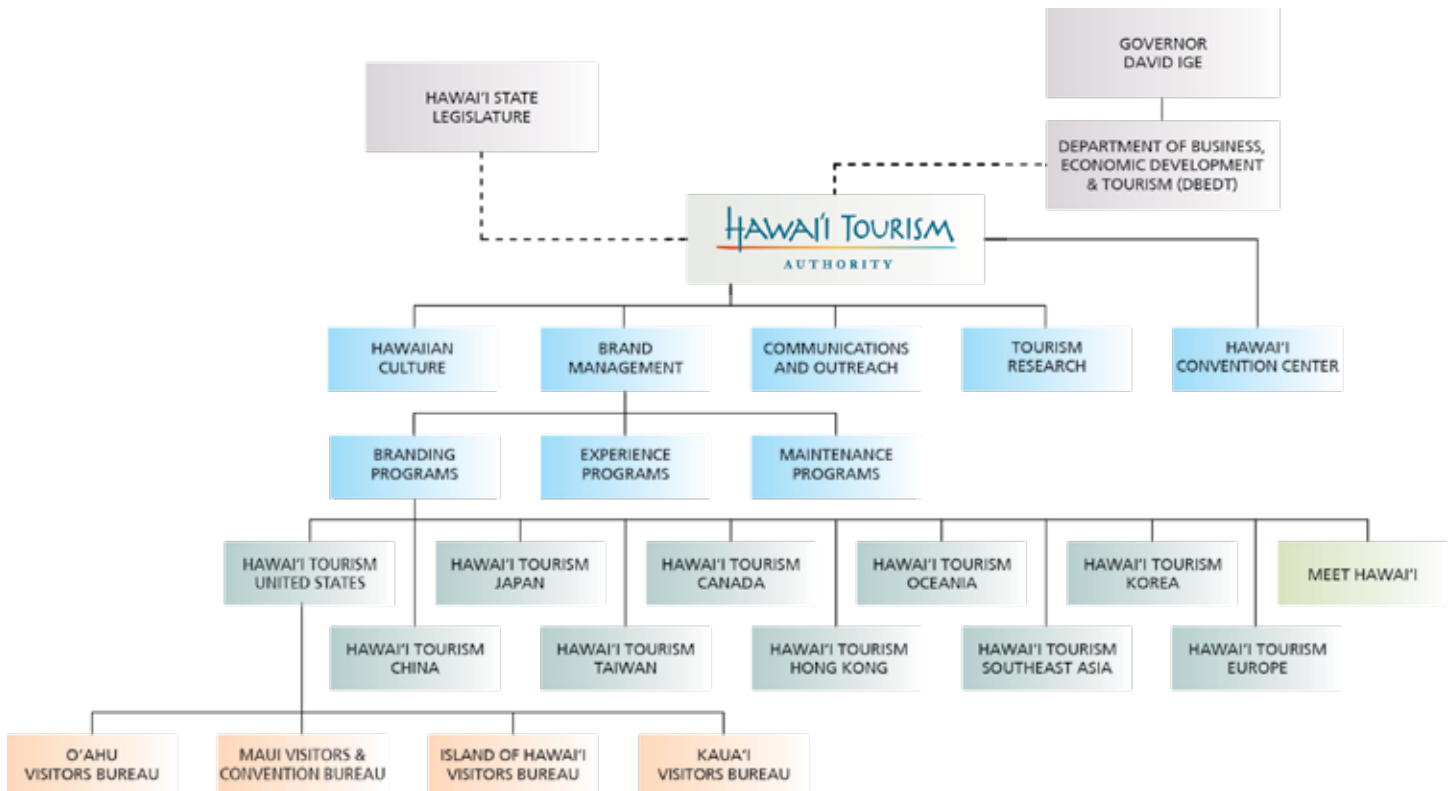 GOVERNOR
DAVID IGE
HAWAI'I STATE
LEGISLATURE
DEPARTMENT OF BUSINESS,
ECONOMIC DEVELOPMENT
& TOURISM (DBEDT)
HAWAI'I TOURISM
AUTHORITY
HAWAIIAN
CULTURE
BRAND
MANAGEMENT
COMMUNICATIONS
AND OUTREACH
TOURISM
RESEARCH
HAWAI'I
CONVENTION CENTER
BRANDING
PROGRAMS
EXPERIENCE
PROGRAMS
MAINTENANCE
PROGRAMS
HAWAI'I TOURISM
UNITED STATES
HAWAI'I TOURISM
JAPAN
HAWAI'I TOURISM
CANADA
HAWAI'I TOURISM
OCEANIA
HAWAI'I TOURISM
KOREA
MEET HAWAI'I
HAWAI'I TOURISM
CHINA
HAWAI'I TOURISM
TAIWAN
HAWAI'I TOURISM
HONG KONG
HAWAI'I TOURISM
SOUTHEAST ASIA
HAWAI'I TOURISM
EUROPE
O'AHU
VISITORS BUREAU
MAUI VISITORS &
CONVENTION BUREAU
ISLAND OF HAWAI'I
VISITORS BUREAU
KAUA'I
VISITORS BUREAU